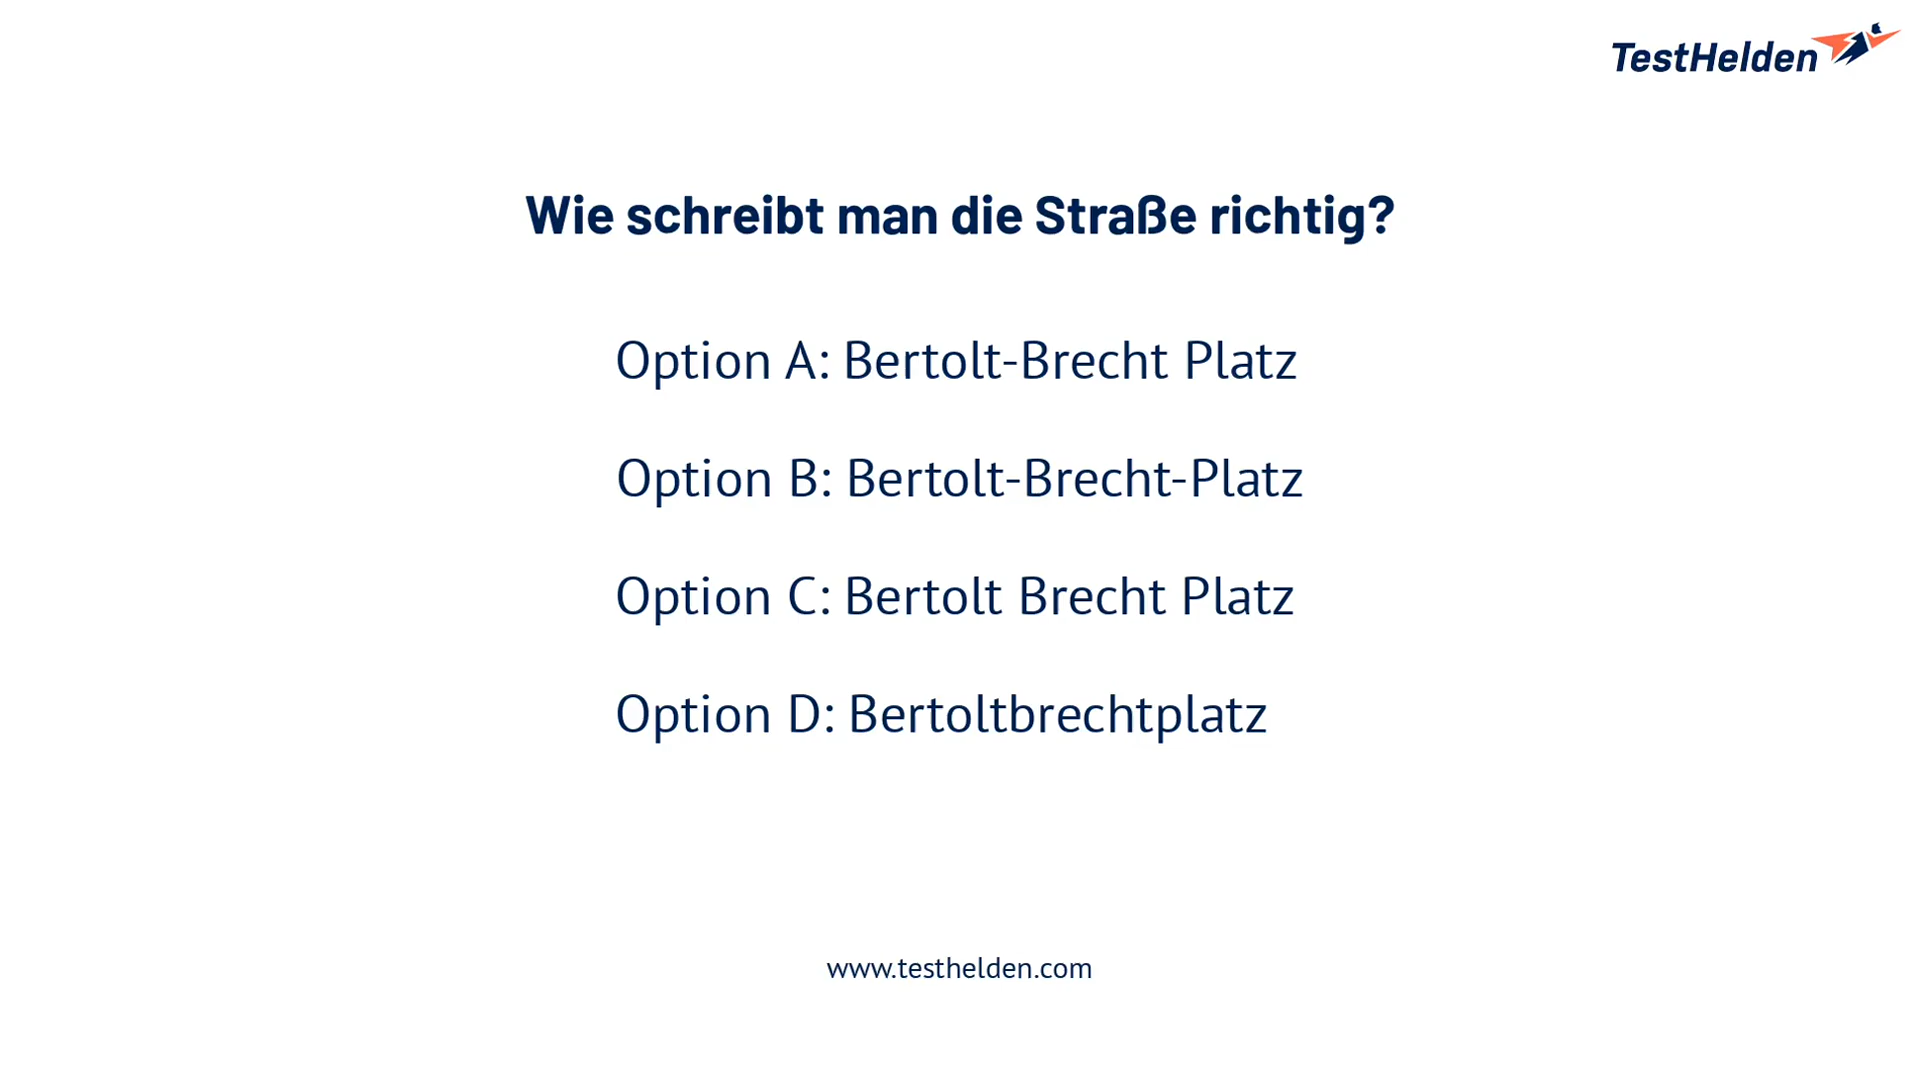 TestHelden
Wie schreibt man die Straße richtig?
Option A: Bertolt-Brecht Platz
Option B: Bertolt-Brecht-Platz
Option C: Bertolt Brecht Platz
Option D: Bertoltbrechtplatz
www.testhelden.com